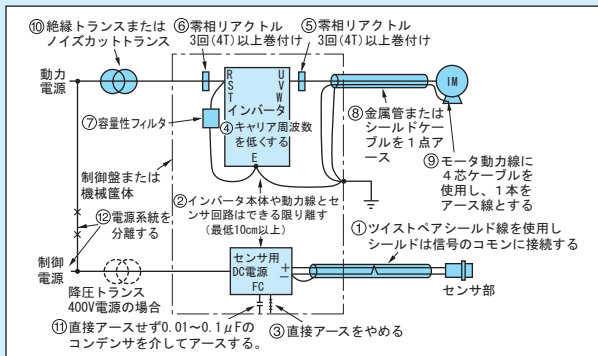 ⑩絶縁トランスまたは
ノイズカットトランス
⑥零相リアクトル
3回(4T)以上巻付け
⑤零相リアクトル
3回(4T)以上巻付け
動力
電源
R
S
T
U
V
W
インバータ
IM
⑦容量性フィルタ
④キャリア周波数
を低くする
E
⑧金属管または
シールドケー
ブルを1点ア
ース
⑨モータ動力線に
4芯ケーブルを
使用し、1本を
アース線とする
制御盤または
機械筐体
②インバータ本体や動力線とセ
ンサ回路はできる限り離す
(最低10cm以上)
⑫電源系統を
分離する
①ツイストペアシールド線を使用し
シールドは信号のコモンに接続する
制御
電源
センサ用
DC電源
FC
+
−
センサ部
降圧トランス
400V電源の場合
⑪直接アースせず0.01~0.1μFの
コンデンサを介してアースする。
③直接アースをやめる